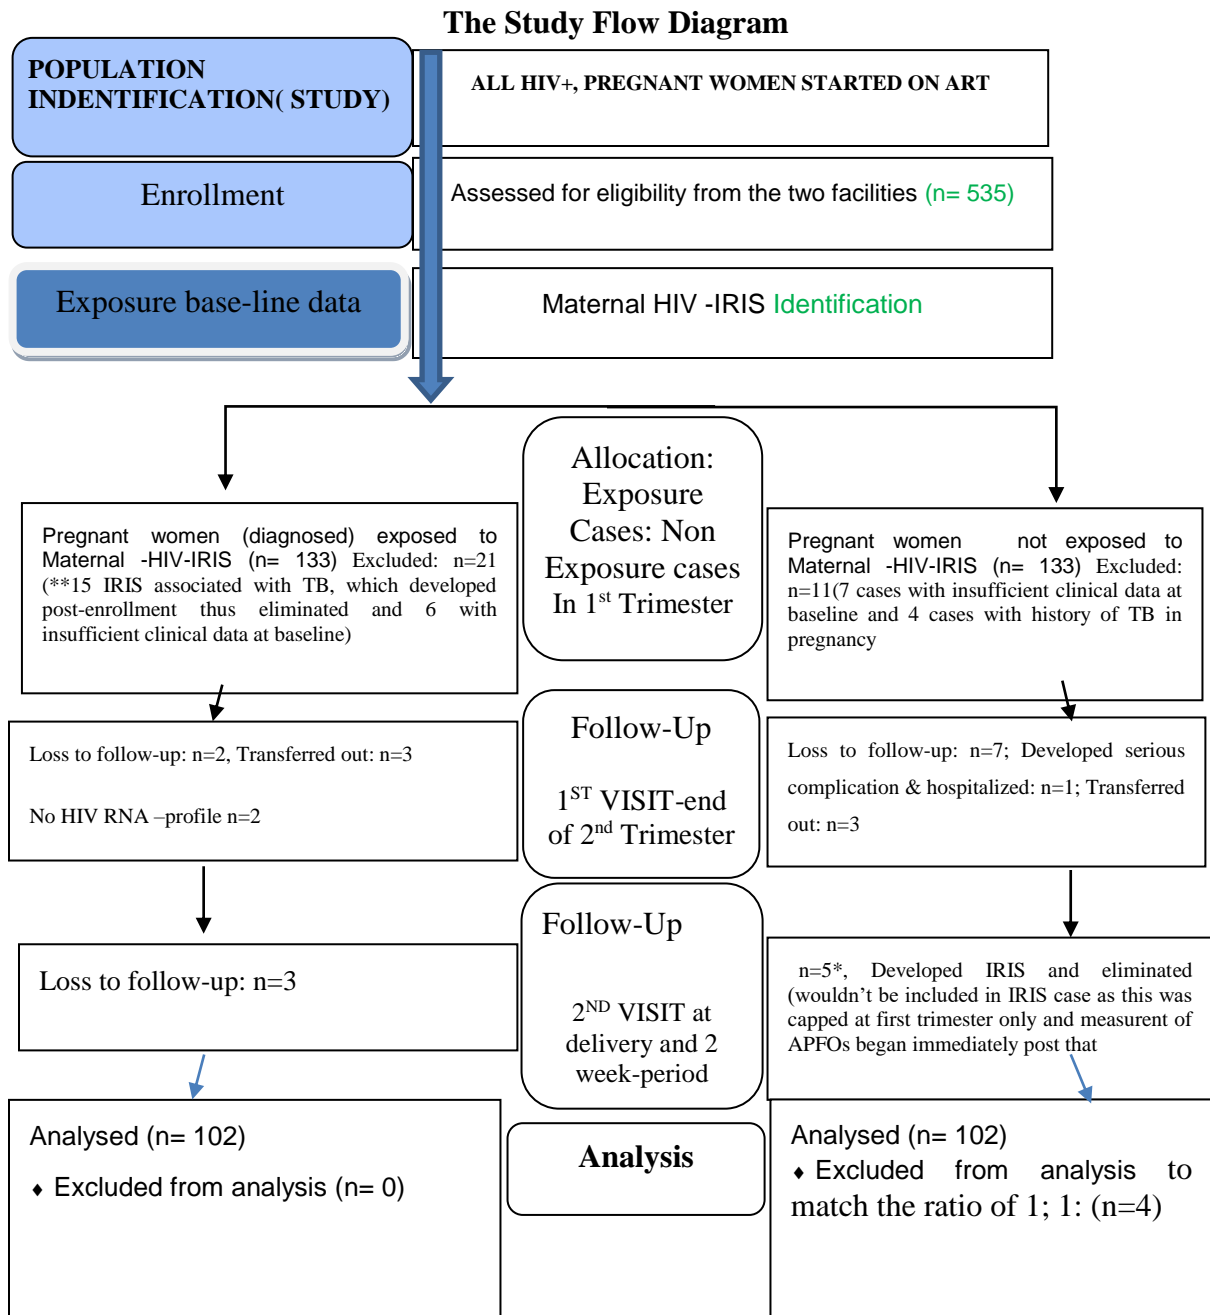 The Study Flow Diagram
POPULATION
INDENTIFICATION( STUDY)
ALL HIV+, PREGNANT WOMEN STARTED ON ART
Enrollment
Assessed for eligibility from the two facilities (n= 535)
Exposure base-line data
Maternal HIV -IRIS Identification
Allocation:
Exposure
Cases: Non
Exposure cases
In 1st Trimester
Pregnant women (diagnosed) exposed to
Maternal -HIV-IRIS (n= 133) Excluded: n=21
(**15 IRIS associated with TB, which developed
post-enrollment thus eliminated and 6 with
insufficient clinical data at baseline)
Pregnant women not exposed to
Maternal -HIV-IRIS (n= 133) Excluded:
n=11(7 cases with insufficient clinical data at
baseline and 4 cases with history of TB in
pregnancy
Follow-Up
1ST VISIT-end
of 2nd Trimester
Loss to follow-up: n=2, Transferred out: n=3
No HIV RNA –profile n=2
Loss to follow-up: n=7; Developed serious
complication & hospitalized: n=1; Transferred
out: n=3
Follow-Up
2ND VISIT at
delivery and 2
week-period
Loss to follow-up: n=3
n=5*, Developed IRIS and eliminated
(wouldn't be included in IRIS case as this was
capped at first trimester only and measurent of
APFOs began immediately post that
Analysis
Analysed (n= 102)
♦ Excluded from analysis (n= 0)
Analysed (n= 102)
♦ Excluded from analysis to
match the ratio of 1; 1: (n=4)